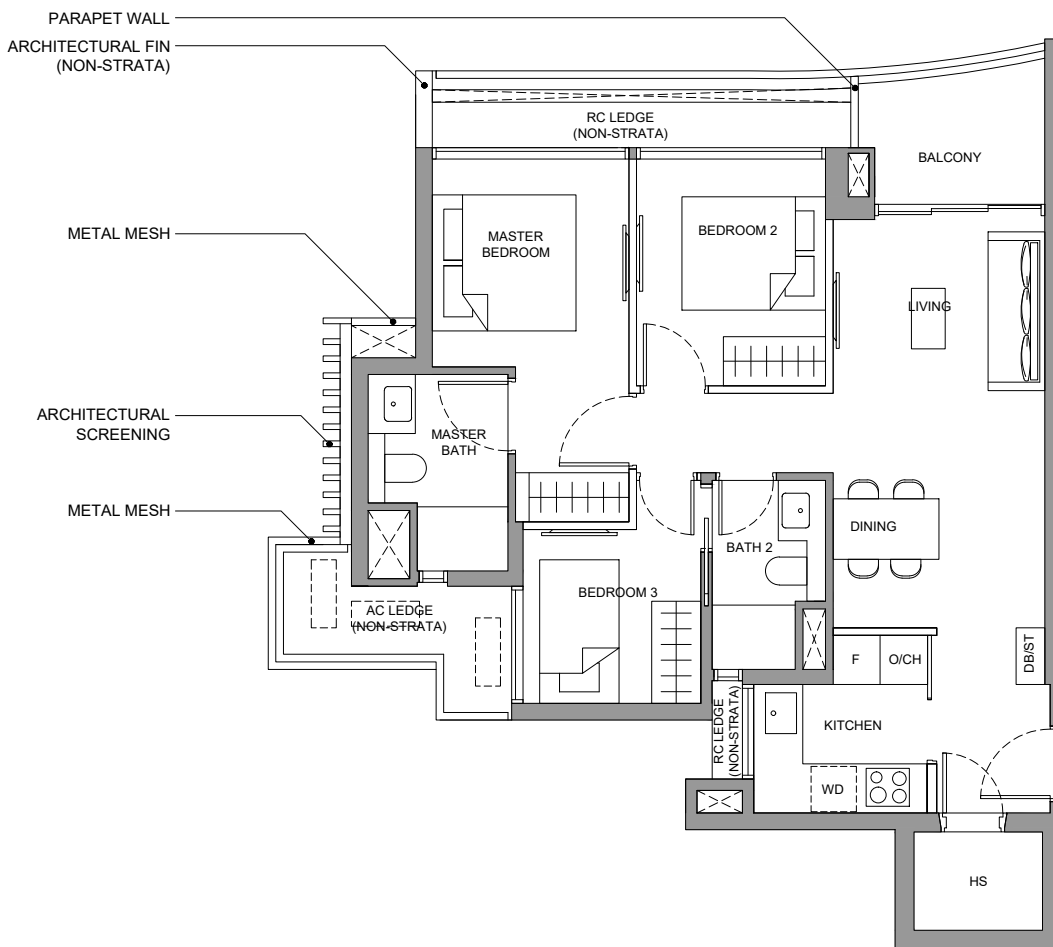 PARAPET WALL
ARCHITECTURAL FIN
(NON-STRATA)
RC LEDGE
(NON-STRATA)
BALCONY
METAL MESH
MASTER
BEDROOM
BEDROOM 2
LIVING
ARCHITECTURAL
SCREENING
MASTER
BATH
METAL MESH
DINING
BATH 2
BEDROOM 3
AC LEDGE
(NON-STRATA)
F
O/CH
DB/ST
RC LEDGE
(NON-STRATA)
KITCHEN
WD
HS